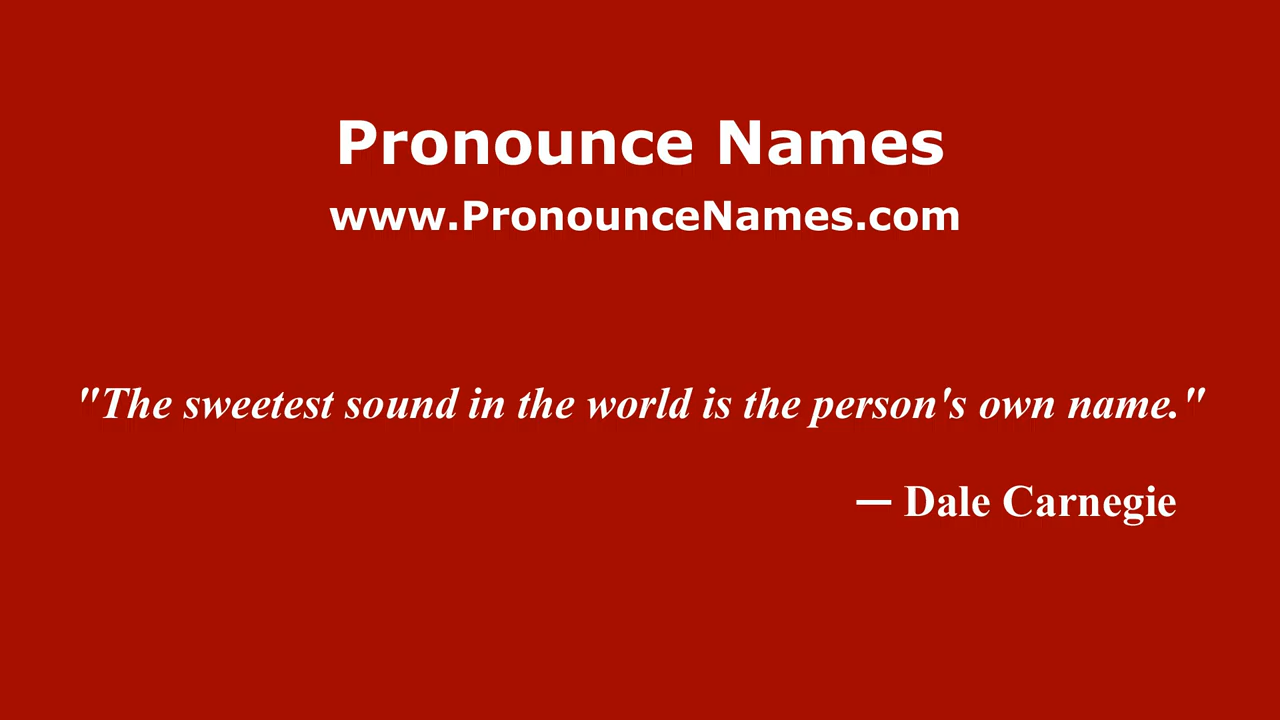 Pronounce Names
www.PronounceNames.com
"The sweetest sound in the world is the person's own name."
— Dale Carnegie